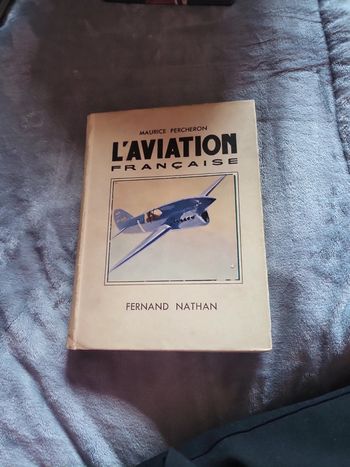 MAURICE PERCHERON
L'AVIATION
FRANÇAISE
FERNAND NATHAN